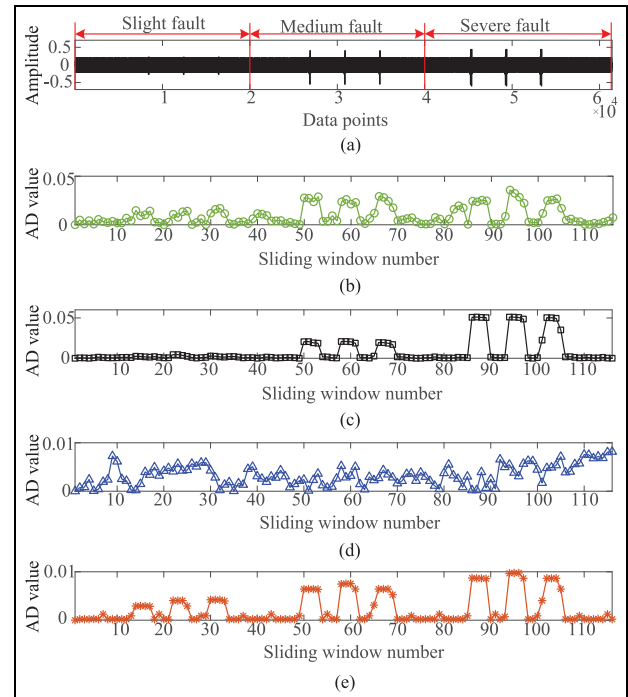 Slight fault Medium fault Severe fault
Amplitude
0.5
0
-0.5
1 2 3 4 5 6
×10⁴
Data points
(a)
AD value
0.05
0
10 20 30 40 50 60 70 80 90 100 110
Sliding window number
(b)
AD value
0.05
0
10 20 30 40 50 60 70 80 90 100 110
Sliding window number
(c)
AD value
0.01
0
10 20 30 40 50 60 70 80 90 100 110
Sliding window number
(d)
AD value
0.01
0
10 20 30 40 50 60 70 80 90 100 110
Sliding window number
(e)